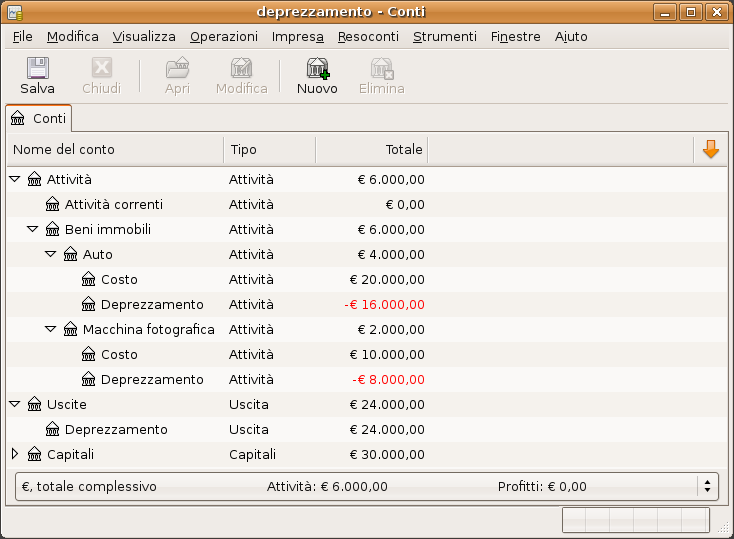 deprezzamento - Conti
File Modifica Visualizza Operazioni Impresa Resoconti Strumenti Finestre Aiuto
Salva Chiudi Apri Modifica Nuovo Elimina
Conti
Nome del conto Tipo Totale
Attività Attività € 6.000,00
Attività correnti Attività € 0,00
Beni immobili Attività € 6.000,00
Auto Attività € 4.000,00
Costo Attività € 20.000,00
Deprezzamento Attività -€ 16.000,00
Macchina fotografica Attività € 2.000,00
Costo Attività € 10.000,00
Deprezzamento Attività -€ 8.000,00
Uscite Uscita € 24.000,00
Deprezzamento Uscita € 24.000,00
Capitali Capitali € 30.000,00
€, totale complessivo Attività: € 6.000,00 Profitti: € 0,00